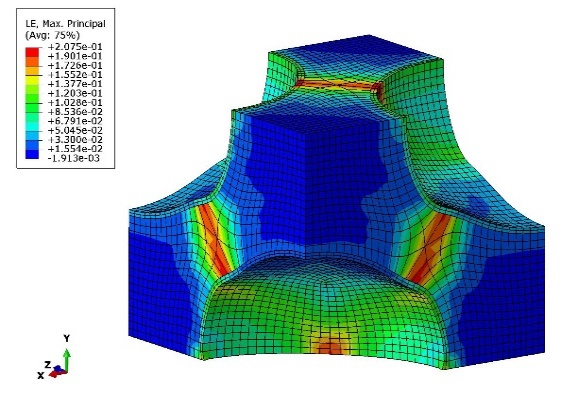 LE, Max. Principal
(Avg: 75%)
+2.075e-01
+1.901e-01
+1.726e-01
+1.552e-01
+1.377e-01
+1.203e-01
+1.028e-01
+8.536e-02
+6.791e-02
+5.045e-02
+3.300e-02
+1.554e-02
-1.913e-03
Y
Z
X